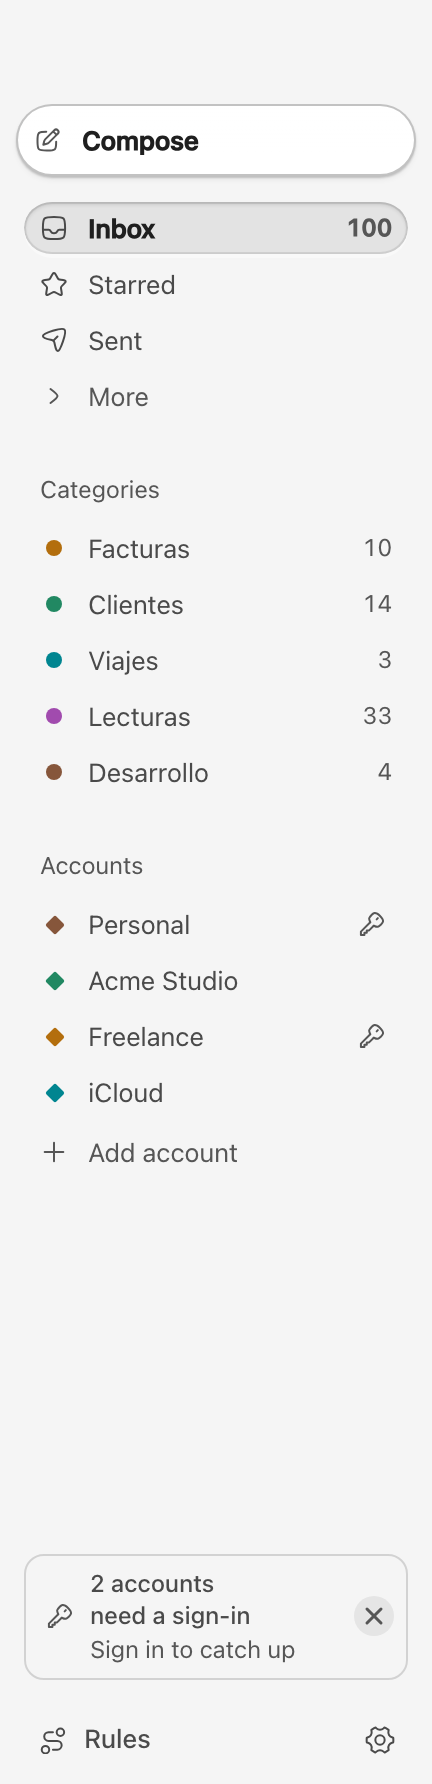 Compose
Inbox 100
Starred
Sent
More
Categories
Facturas 10
Clientes 14
Viajes 3
Lecturas 33
Desarrollo 4
Accounts
Personal
Acme Studio
Freelance
iCloud
Add account
2 accounts
need a sign-in
Sign in to catch up
Rules